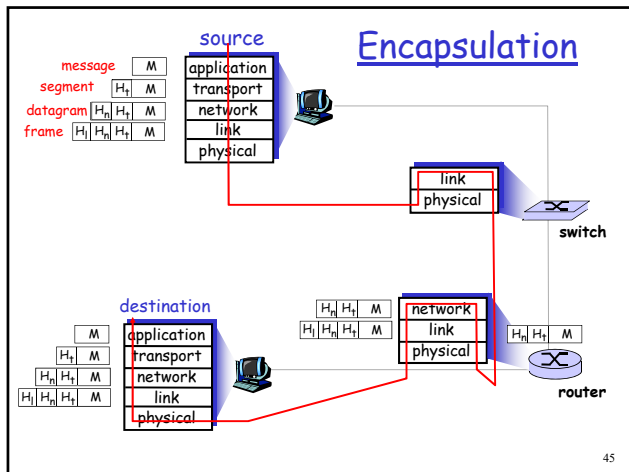 Encapsulation
source
message M
segment Ht M
datagram Hn Ht M
frame Hl Hn Ht M
application
transport
network
link
physical
link
physical
switch
destination
M
Ht M
Hn Ht M
Hl Hn Ht M
application
transport
network
link
physical
Hn Ht M
Hl Hn Ht M
network
link
physical
Hn Ht M
router
45